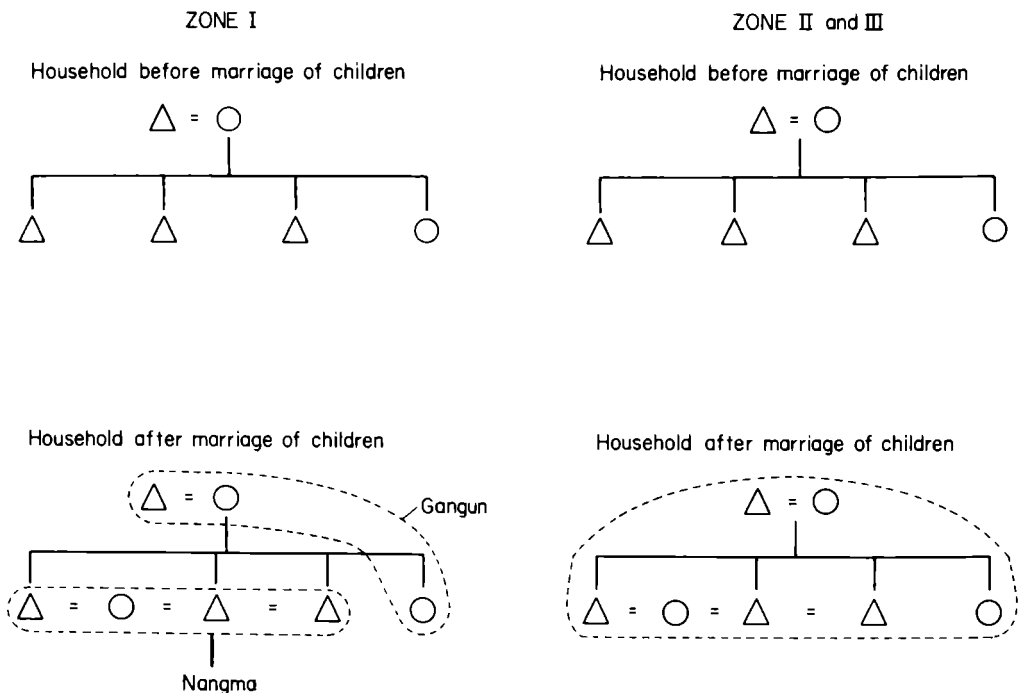 ZONE I
Household before marriage of children
ZONE II and III
Household before marriage of children
Household after marriage of children
Gangun
Nangma
Household after marriage of children